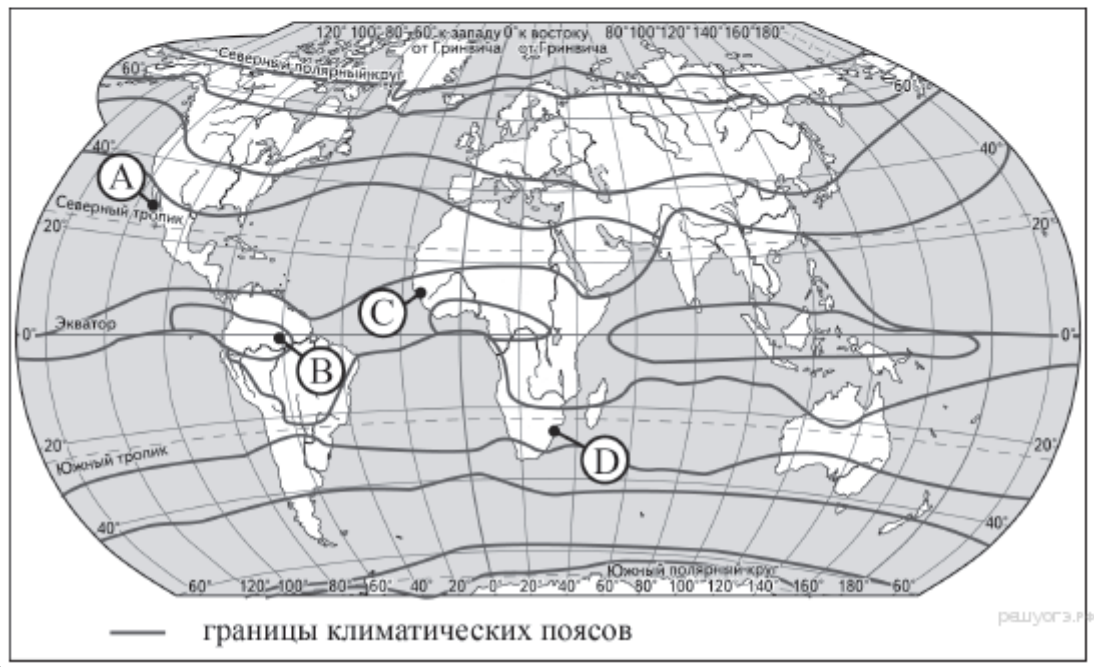 120° 100° 80° 60° к западу 0° к востоку 80° 100° 120° 140° 160° 180°
от Гринвича от Гринвича
Северный полярный круг
60° 60°
40° 40°
A
Северный тропик
20° 20°
C
Экватор
0° 0°
B
D
20° 20°
Южный тропик
40° 40°
Южный полярный круг
60° 120° 100° 80° 60° 40° 20° 0° 20° 40° 60° 80° 100° 120° 140° 160° 180° 60°
границы климатических поясов
решуогэ.рф